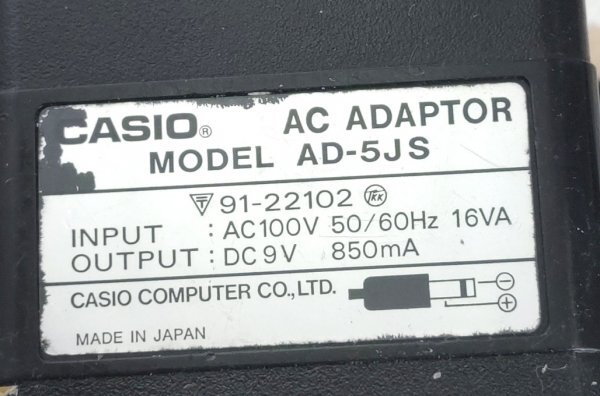 CASIO® AC ADAPTOR
MODEL AD-5JS
91-22102
INPUT : AC100V 50/60Hz 16VA
OUTPUT : DC9V 850mA
CASIO COMPUTER CO.,LTD.
MADE IN JAPAN